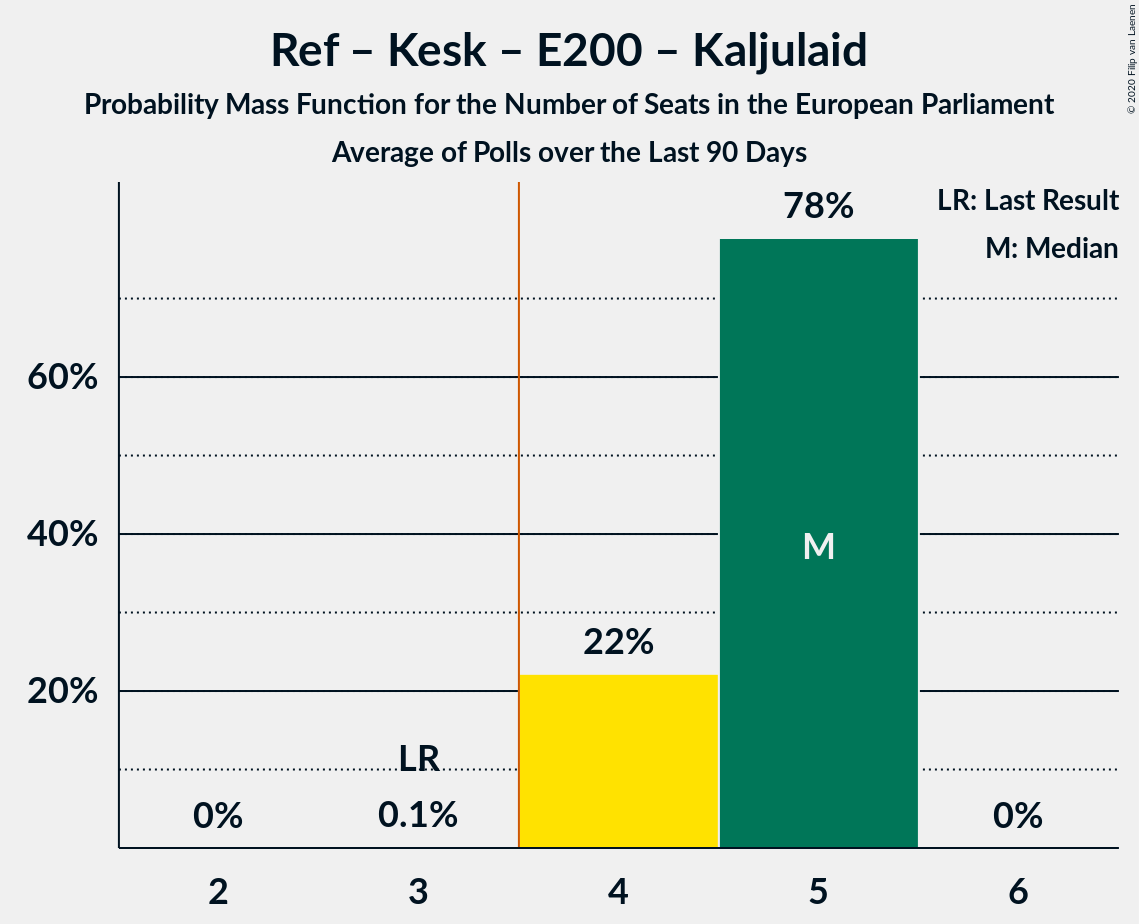 Ref – Kesk – E200 – Kaljulaid
Probability Mass Function for the Number of Seats in the European Parliament
Average of Polls over the Last 90 Days
© 2020 Filip van Laenen
LR: Last Result
M: Median
78%
60%
40%
M
22%
20%
LR
0%
0.1%
0%
2
3
4
5
6